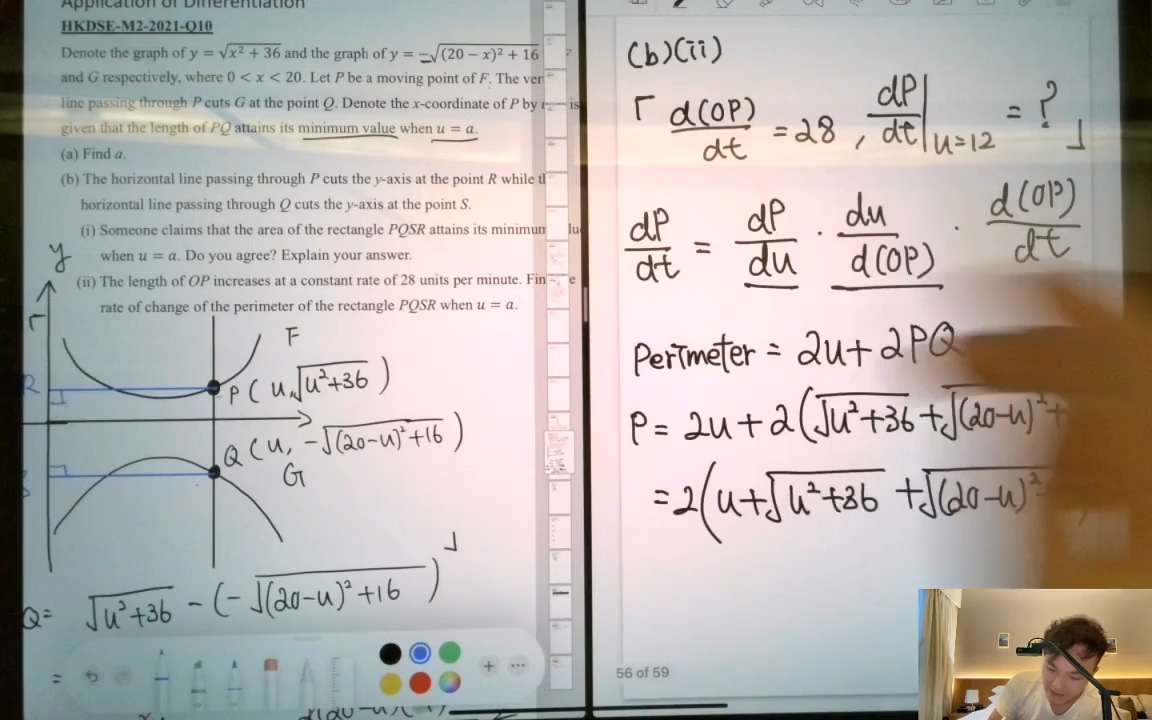 Application of Differentiation
HKDSE-M2-2021-Q10
Denote the graph of y = √(x² + 36) and the graph of y = −√((20 − x)² + 16)
and G respectively, where 0 < x < 20. Let P be a moving point of F. The ver
line passing through P cuts G at the point Q. Denote the x-coordinate of P by is
given that the length of PQ attains its minimum value when u = a.
(a) Find a.
(b) The horizontal line passing through P cuts the y-axis at the point R while t
horizontal line passing through Q cuts the y-axis at the point S.
(i) Someone claims that the area of the rectangle PQSR attains its minimum
when u = a. Do you agree? Explain your answer.
(ii) The length of OP increases at a constant rate of 28 units per minute. Fin e
rate of change of the perimeter of the rectangle PQSR when u = a.
y
F
R
P(u, √(u²+36))
Q(u, −√((20−u)²+16))
G
Q = √(u²+36) − (−√((20−u)²+16))
=
(b)(ii)
「d(OP)/dt = 28, dP/dt|u=12 = ?」
dP/dt = dP/du · du/d(OP) · d(OP)/dt
Perimeter = 2u + 2PQ
P = 2u + 2(√(u²+36) + √((20−u)²+
= 2(u + √(u²+36) + √((20−u)²
56 of 59